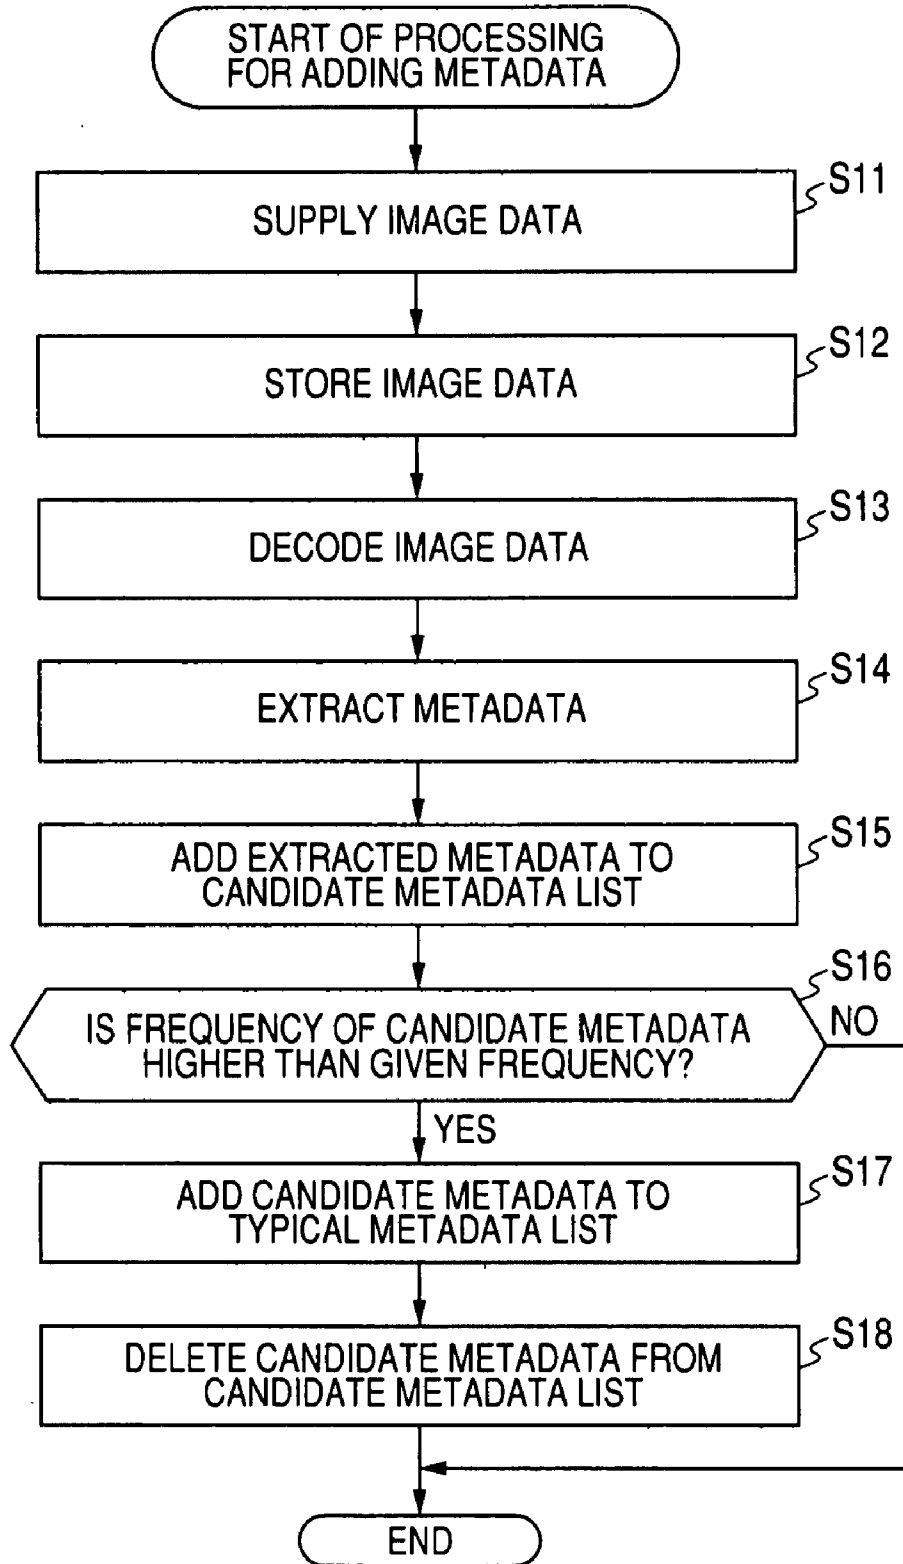 START OF PROCESSING
FOR ADDING METADATA
S11
SUPPLY IMAGE DATA
S12
STORE IMAGE DATA
S13
DECODE IMAGE DATA
S14
EXTRACT METADATA
S15
ADD EXTRACTED METADATA TO
CANDIDATE METADATA LIST
S16
IS FREQUENCY OF CANDIDATE METADATA
HIGHER THAN GIVEN FREQUENCY?
NO
YES
S17
ADD CANDIDATE METADATA TO
TYPICAL METADATA LIST
S18
DELETE CANDIDATE METADATA FROM
CANDIDATE METADATA LIST
END